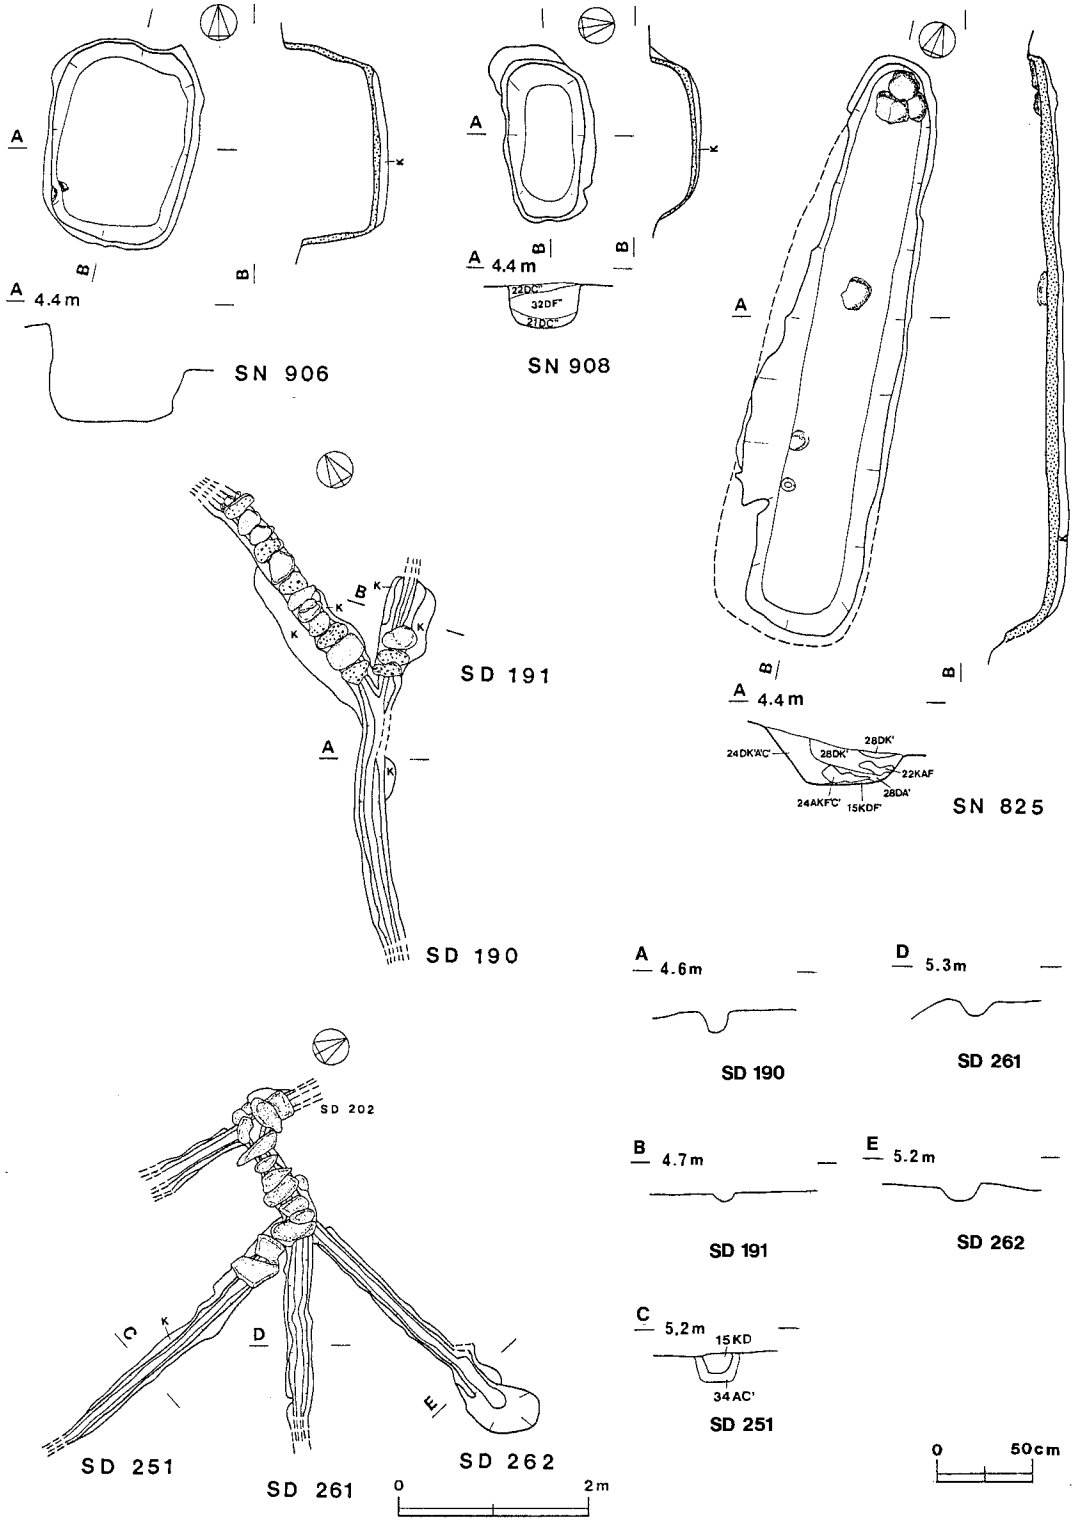 A
K
B
B
A 4.4m
SN 906
A
K
B
B
A 4.4m
22DC"
32DF"
21DC"
SN 908
A
K
B
B
A 4.4m
24DK'A'C'
28DK'
28DK'
22KAF
28DA'
24AKF'C'
15KDF'
SN 825
K
B
K
K
K
SD 191
A
K
SD 190
SD 202
C
K
D
E
SD 251
SD 261
SD 262
0 2m
A 4.6m
SD 190
D 5.3m
SD 261
B 4.7m
SD 191
E 5.2m
SD 262
C 5.2m
15KD
34AC'
SD 251
0 50cm